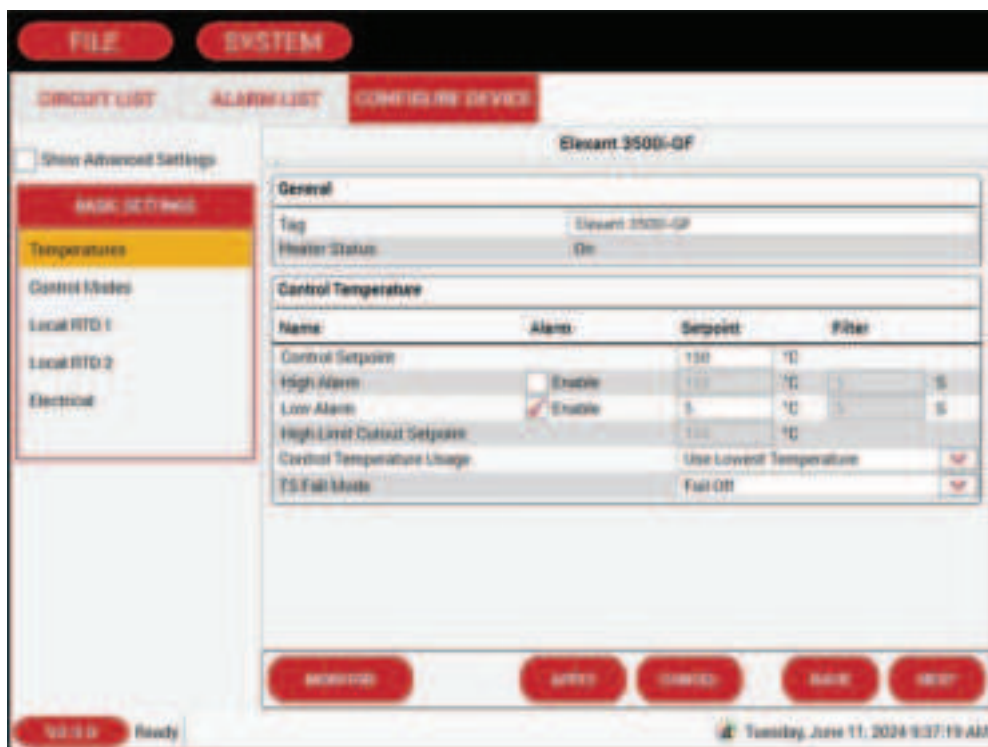 FILE SYSTEM
CIRCUIT LIST ALARM LIST CONFIGURE DEVICE
Elexant 3500i-GF
Show Advanced Settings
BASIC SETTINGS
Temperatures
Control Modes
Local RTD 1
Local RTD 2
Electrical
General
Tag Elexant 3500i-GF
Heater Status On
Control Temperature
Name Alarm Setpoint Filter
Control Setpoint °C
High Alarm Enable °C S
Low Alarm Enable 5 °C 5 S
High Limit Cutout Setpoint °C
Control Temperature Usage Use Lowest Temperature
TS Fail Mode Fail Off
APPLY CANCEL BACK NEXT
Ready Tuesday, June 11, 2024 9:37:19 AM